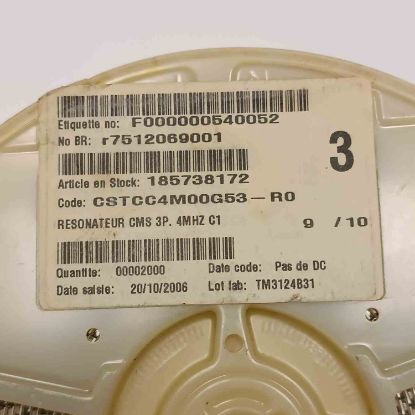 Etiquette no: F000000540052
No BR: r7512069001
3
Article en Stock: 185738172
Code: CSTCC4M00G53-R0
RESONATEUR CMS 3P. 4MHZ C1 9 /10
Quantite: 00002000 Date code: Pas de DC
Date saisie: 20/10/2006 Lot fab: TM3124B31